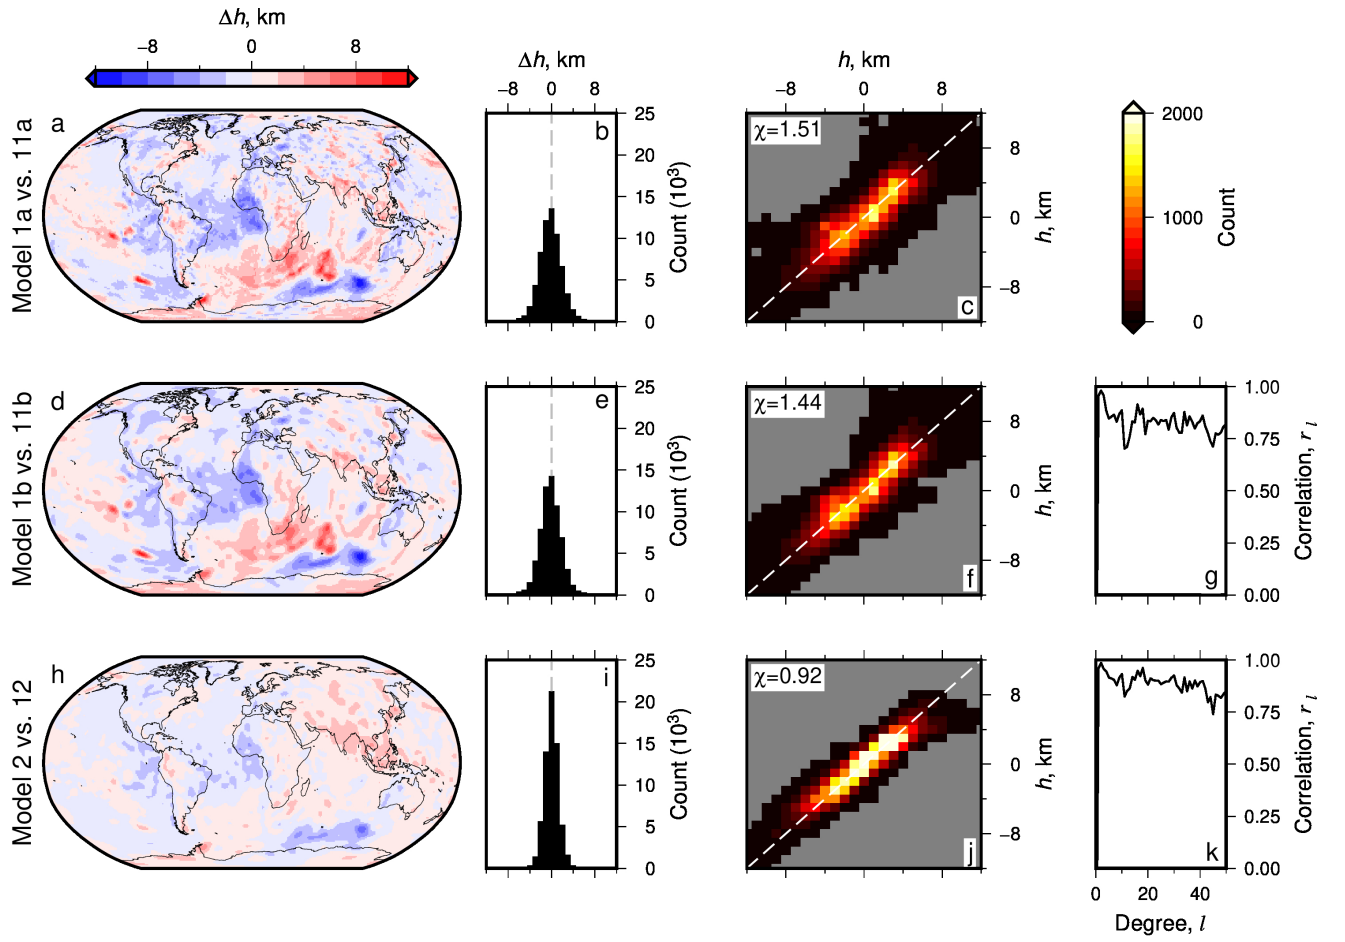 Δh, km
−8 0 8
Model 1a vs. 11a
a
Δh, km
−8 0 8
b
25
20
15
10
5
0
Count (10³)
h, km
−8 0 8
χ=1.51
c
8
0
−8
h, km
2000
1000
0
Count
Model 1b vs. 11b
d
e
25
20
15
10
5
0
Count (10³)
χ=1.44
f
8
0
−8
h, km
g
1.00
0.75
0.50
0.25
0.00
Correlation, r l
Model 2 vs. 12
h
i
25
20
15
10
5
0
Count (10³)
χ=0.92
j
8
0
−8
h, km
k
1.00
0.75
0.50
0.25
0.00
Correlation, r l
0 20 40
Degree, l